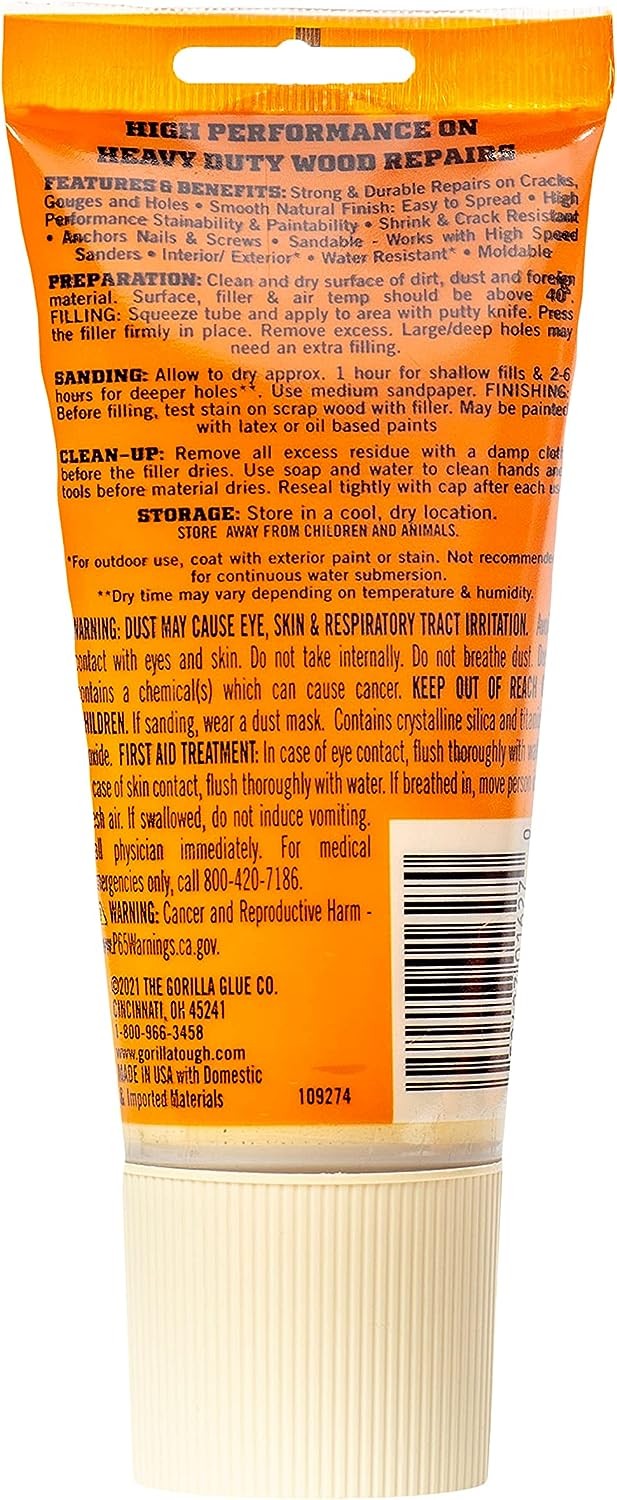 HIGH PERFORMANCE ON
HEAVY DUTY WOOD REPAIRS
FEATURES & BENEFITS: Strong & Durable Repairs on Cracks,
Gouges and Holes • Smooth Natural Finish: Easy to Spread • High
Performance Stainability & Paintability • Shrink & Crack Resistant
• Anchors Nails & Screws • Sandable - Works with High Speed
Sanders • Interior/ Exterior* • Water Resistant* • Moldable
PREPARATION: Clean and dry surface of dirt, dust and foreign
material. Surface, filler & air temp should be above 40°.
FILLING: Squeeze tube and apply to area with putty knife. Press
the filler firmly in place. Remove excess. Large/deep holes may
need an extra filling.
SANDING: Allow to dry approx. 1 hour for shallow fills & 2-6
hours for deeper holes**. Use medium sandpaper. FINISHING:
Before filling, test stain on scrap wood with filler. May be painted
with latex or oil based paints
CLEAN-UP: Remove all excess residue with a damp cloth
before the filler dries. Use soap and water to clean hands and
tools before material dries. Reseal tightly with cap after each us
STORAGE: Store in a cool, dry location.
STORE AWAY FROM CHILDREN AND ANIMALS.
*For outdoor use, coat with exterior paint or stain. Not recommende
for continuous water submersion.
**Dry time may vary depending on temperature & humidity.
WARNING: DUST MAY CAUSE EYE, SKIN & RESPIRATORY TRACT IRRITATION.
ontact with eyes and skin. Do not take internally. Do not breathe dust.
ontains a chemical(s) which can cause cancer. KEEP OUT OF REACH
HILDREN. If sanding, wear a dust mask. Contains crystalline silica and titani
oxide. FIRST AID TREATMENT: In case of eye contact, flush thoroughly with wa
case of skin contact, flush thoroughly with water. If breathed in, move person
esh air. If swallowed, do not induce vomiting.
all physician immediately. For medical
ergencies only, call 800-420-7186.
⚠ WARNING: Cancer and Reproductive Harm -
P65Warnings.ca.gov.
©2021 THE GORILLA GLUE CO.
CINCINNATI, OH 45241
1-800-966-3458
www.gorillatough.com
MADE IN USA with Domestic
& Imported Materials
109274